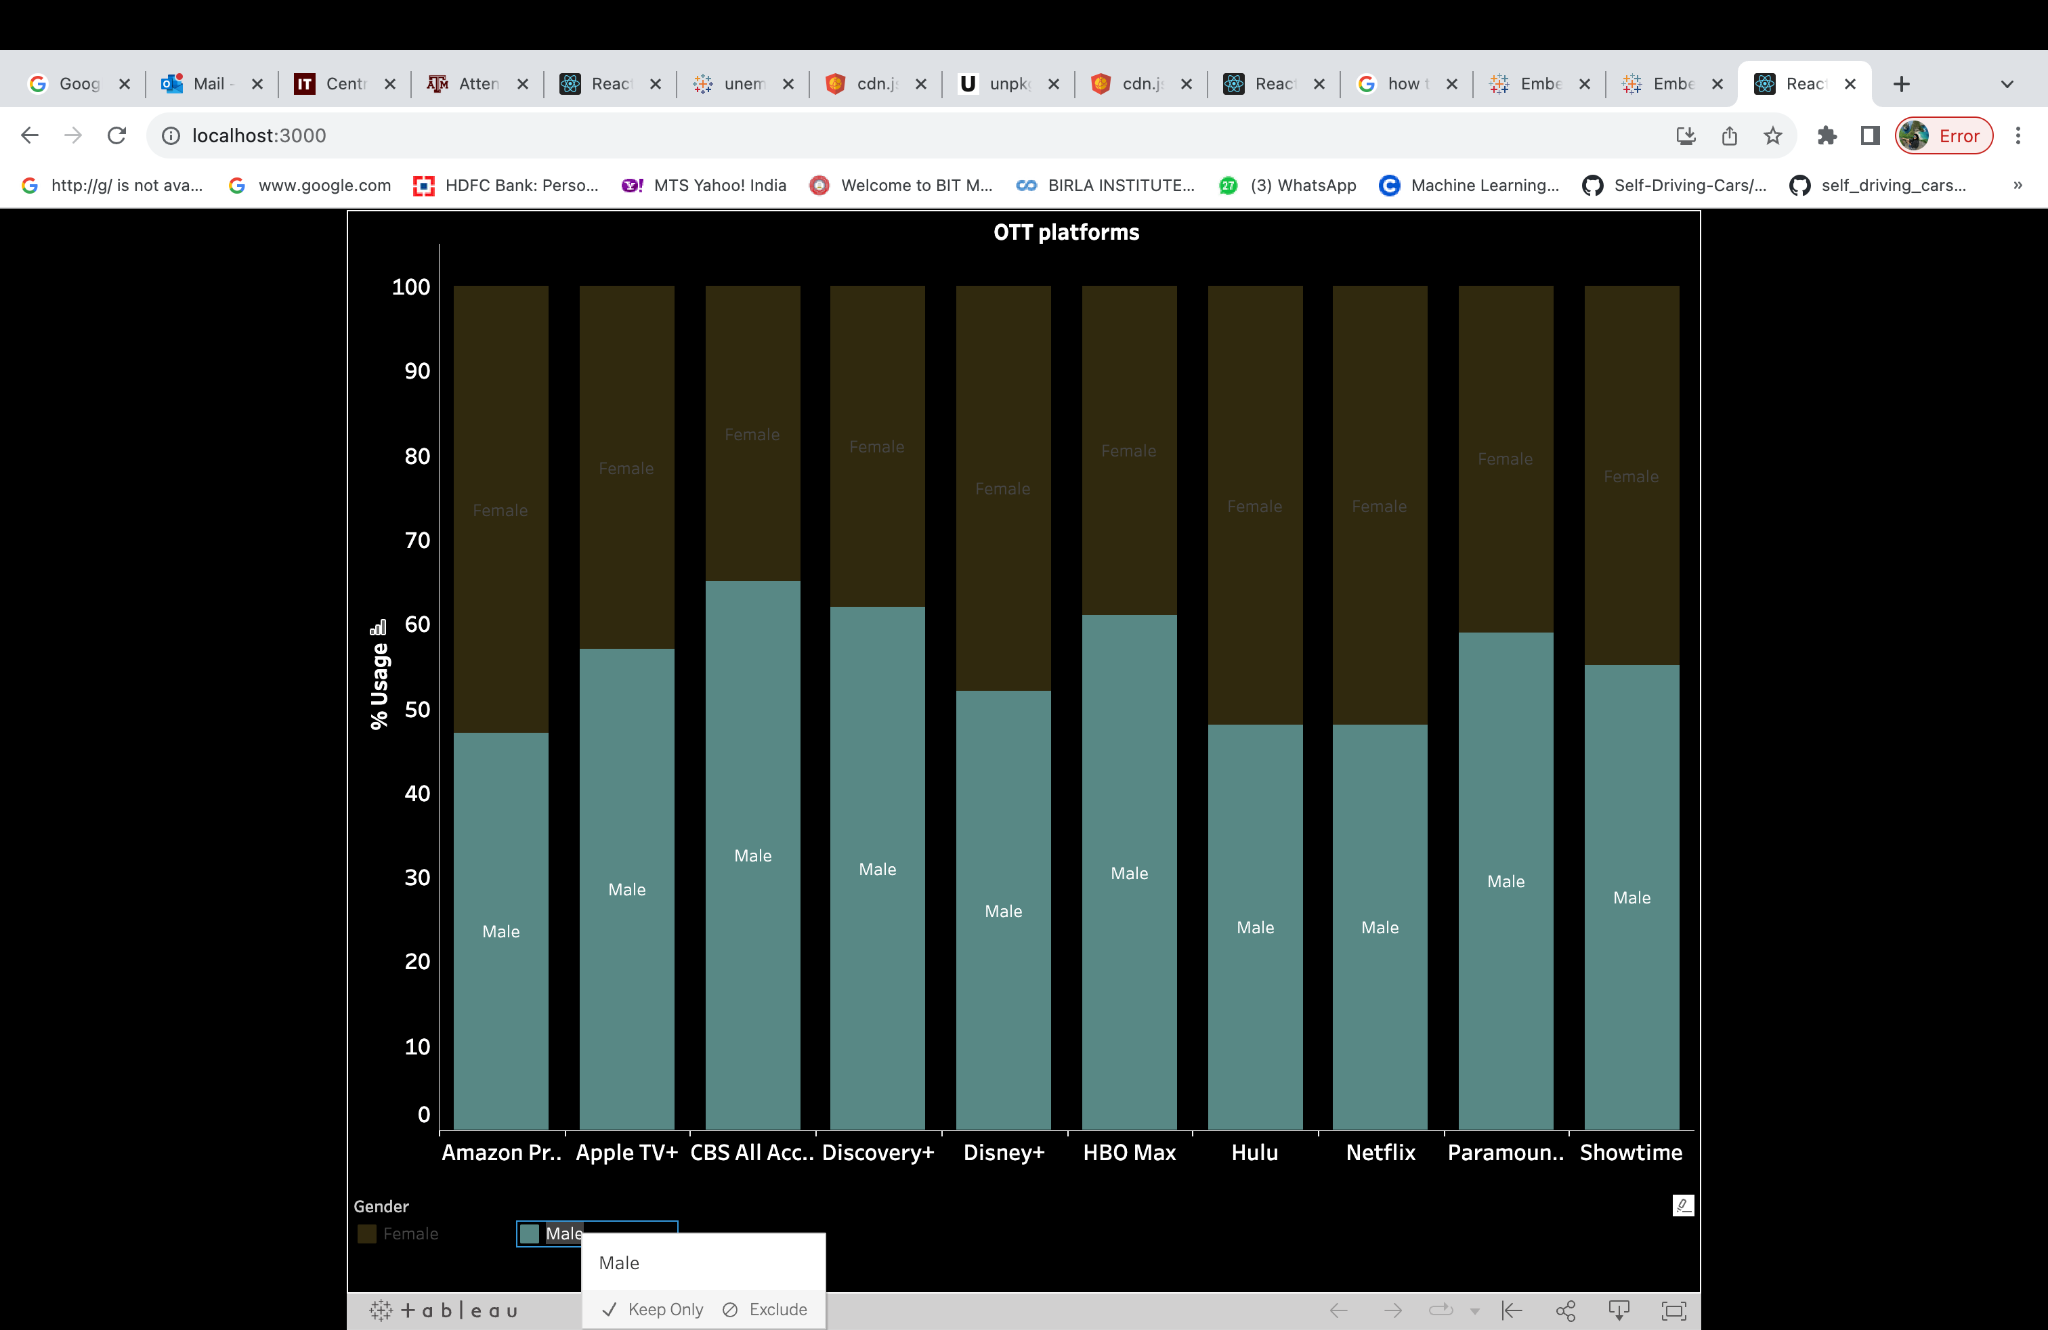 Goog Mail - IT Centr ATM Atten React unem cdn.js U unpkg cdn.js React how t Embe Embe React
localhost:3000 Error
http://g/ is not ava... www.google.com HDFC Bank: Perso... MTS Yahoo! India Welcome to BIT M... BIRLA INSTITUTE... 27 (3) WhatsApp Machine Learning... Self-Driving-Cars/... self_driving_cars... »
OTT platforms
100
90
80
70
60
50
40
30
20
10
0
% Usage
Female Female Female Female Female Female Female Female Female Female
Male Male Male Male Male Male Male Male Male Male
Amazon Pr.. Apple TV+ CBS All Acc.. Discovery+ Disney+ HBO Max Hulu Netflix Paramoun.. Showtime
Gender
Female Male
Male
Keep Only Exclude
+ableau